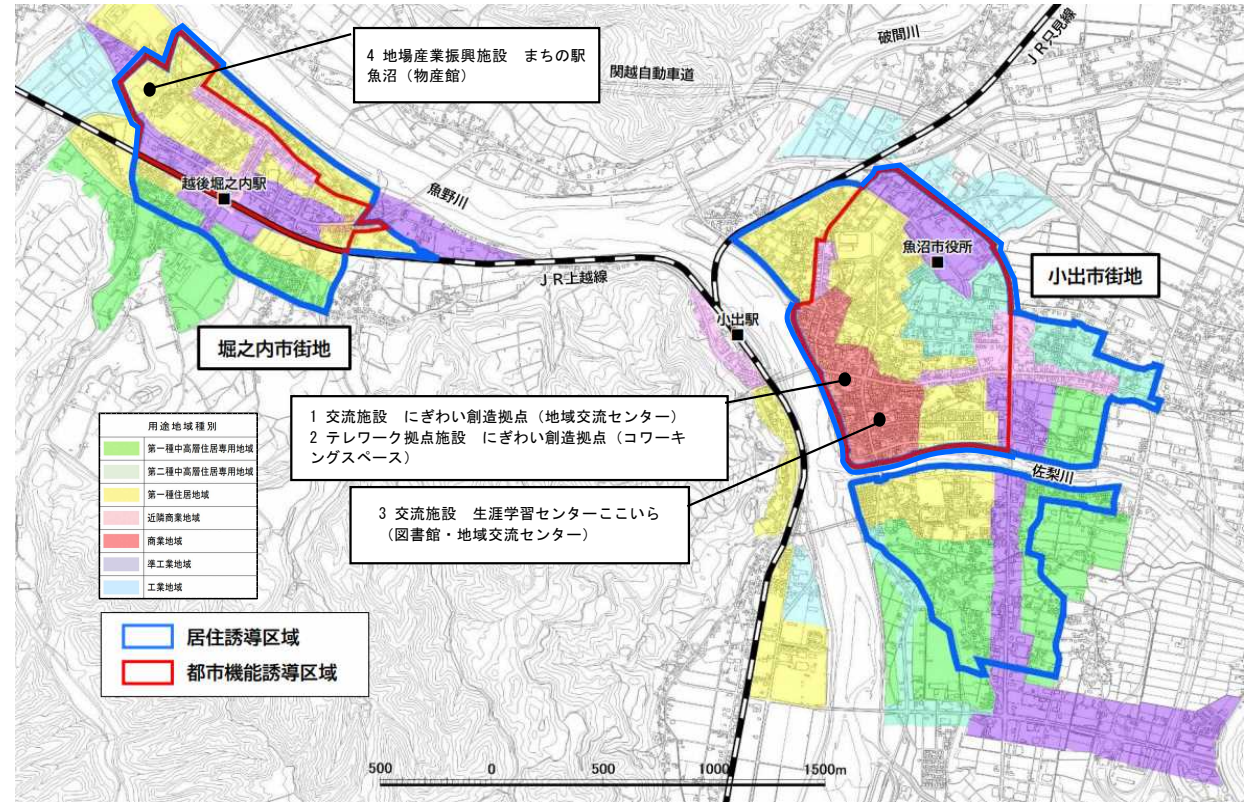 4 地場産業振興施設 まちの駅
魚沼（物産館）
関越自動車道
破間川
JR只見線
越後堀之内駅
魚野川
魚沼市役所
小出市街地
JR上越線
小出駅
堀之内市街地
1 交流施設 にぎわい創造拠点（地域交流センター）
2 テレワーク拠点施設 にぎわい創造拠点（コワーキ
ングスペース）
用途地域種別
第一種中高層住居専用地域
第二種中高層住居専用地域
第一種住居地域
近隣商業地域
商業地域
準工業地域
工業地域
佐梨川
3 交流施設 生涯学習センターここいら
（図書館・地域交流センター）
居住誘導区域
都市機能誘導区域
500 0 500 1000 1500m